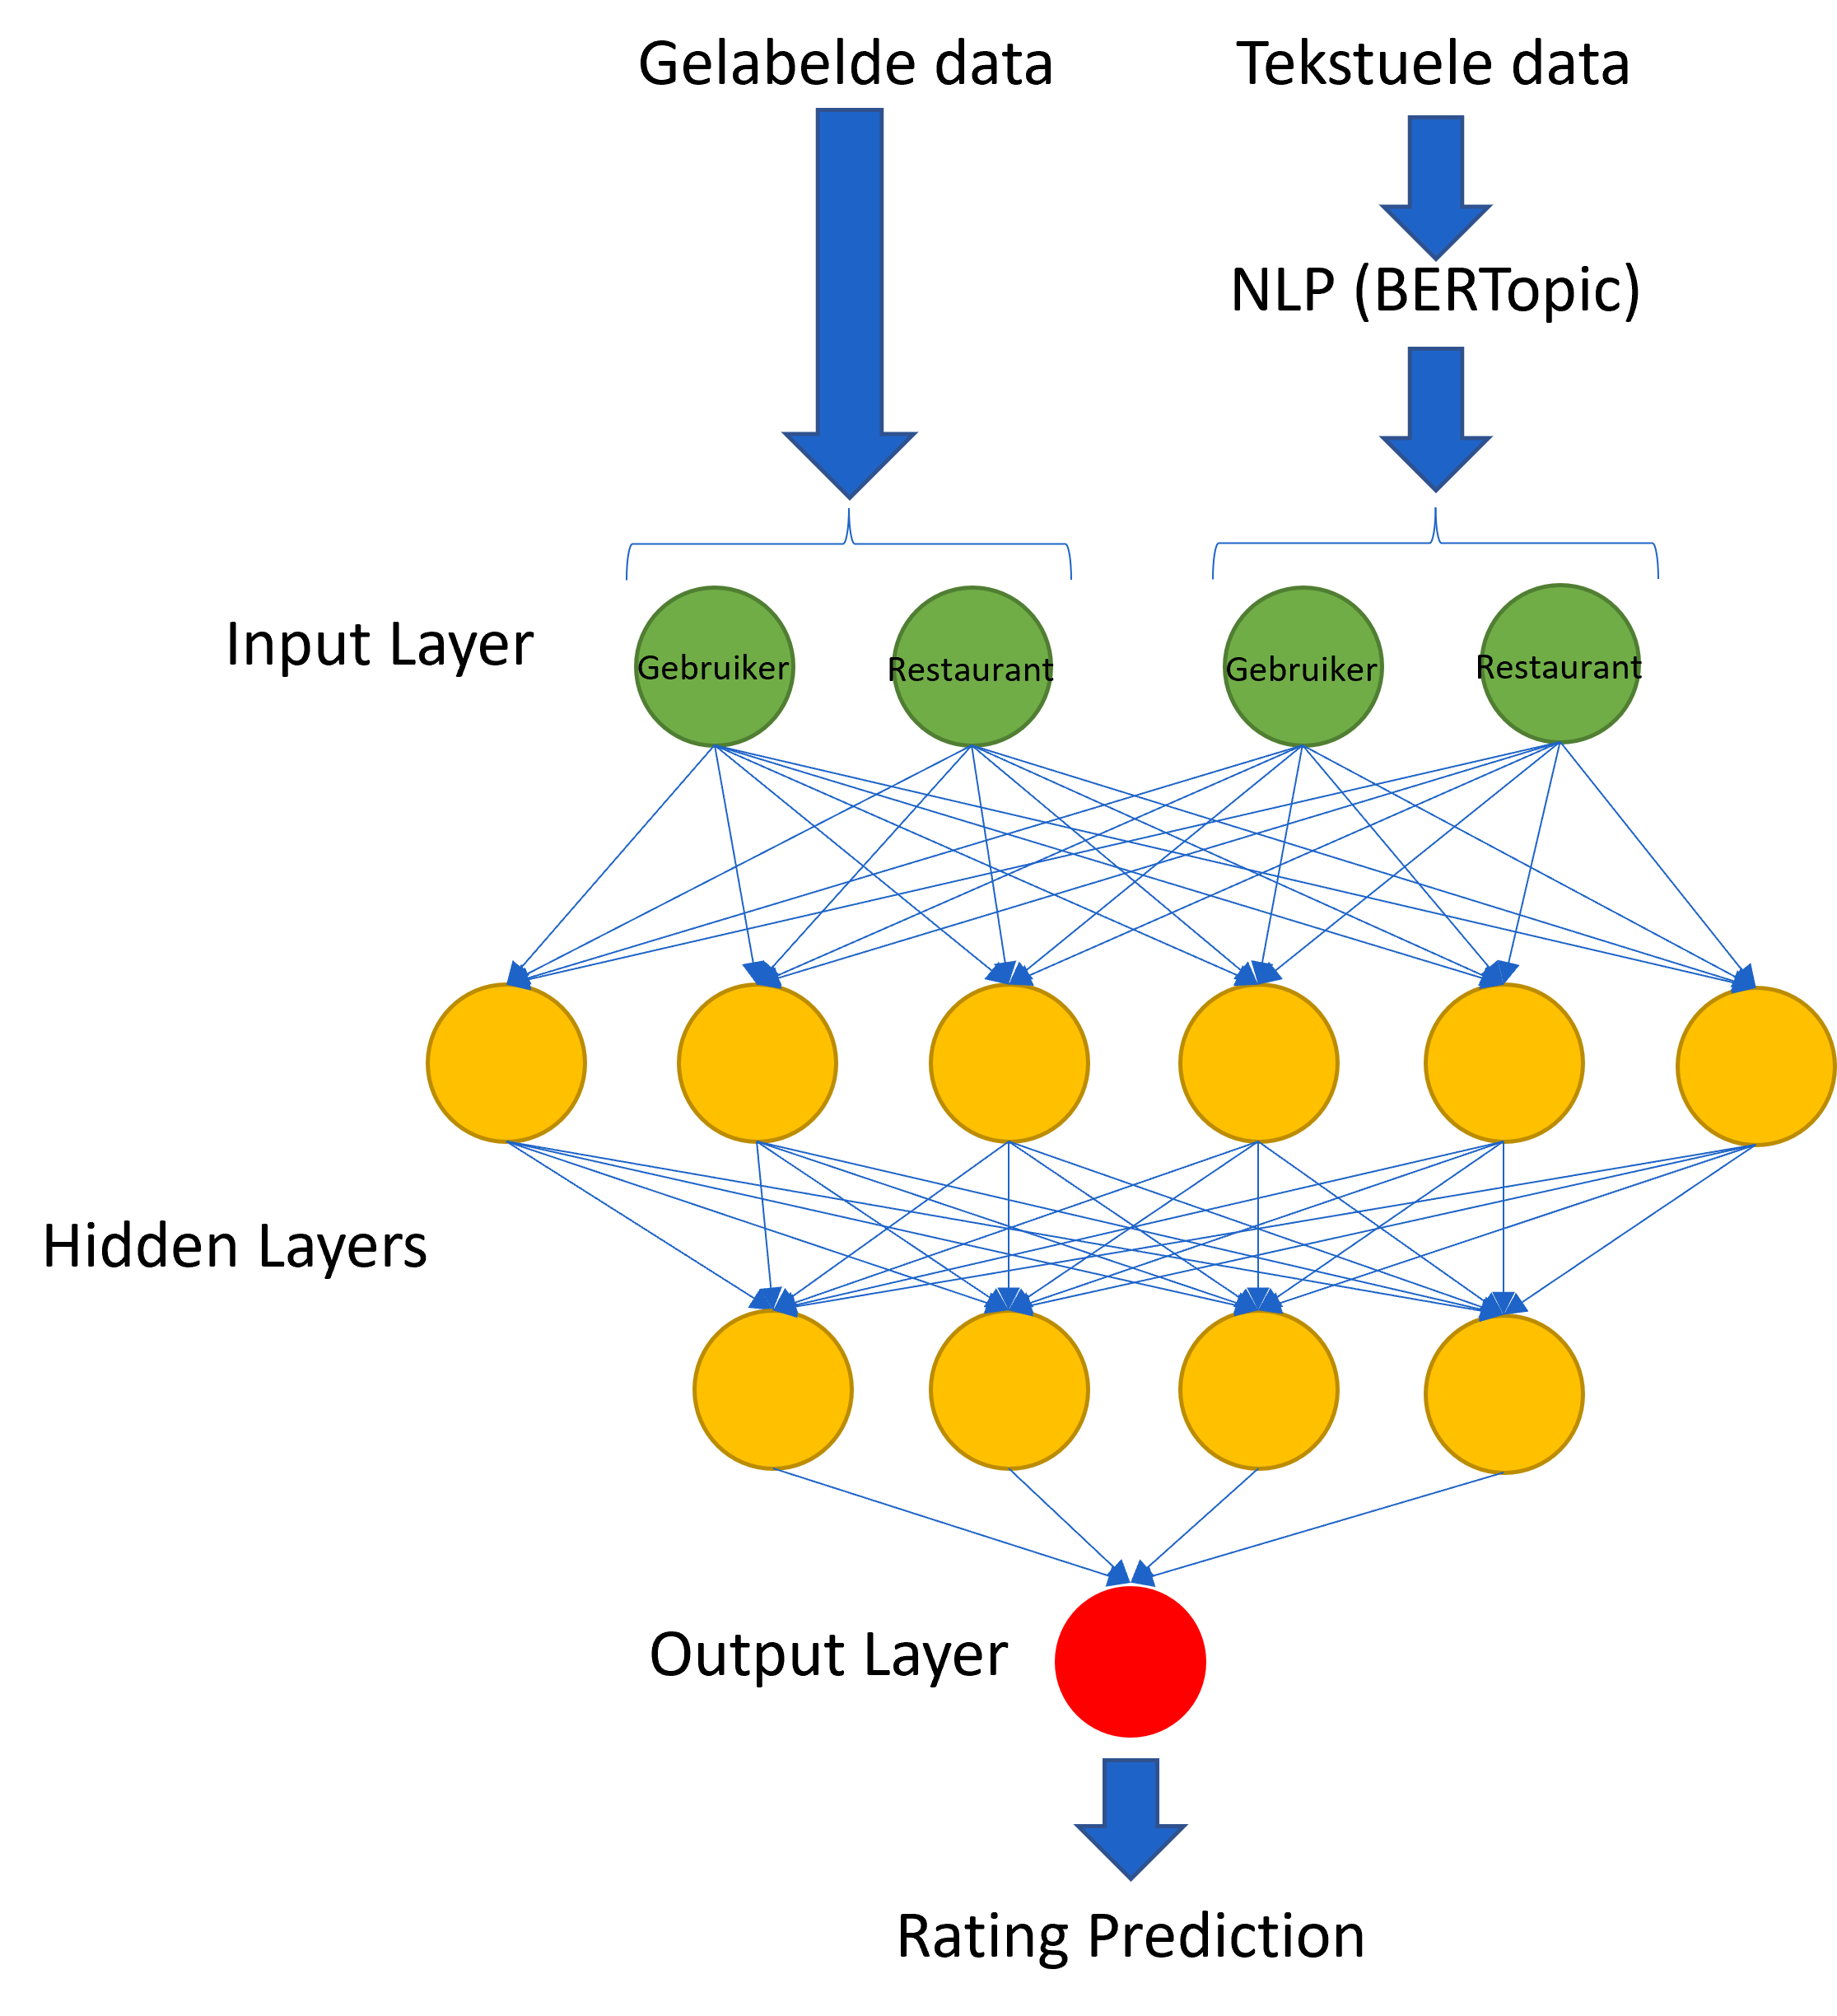 Gelabelde data
Tekstuele data
NLP (BERTopic)
Input Layer
Gebruiker
Restaurant
Gebruiker
Restaurant
Hidden Layers
Output Layer
Rating Prediction